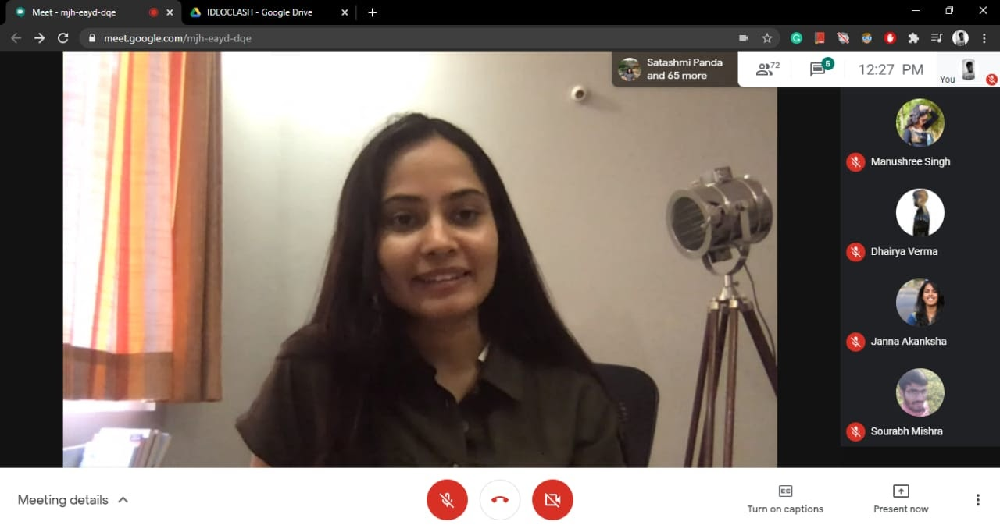 Meet - mjh-eayd-dqe
IDEOCLASH - Google Drive
meet.google.com/mjh-eayd-dqe
Satashmi Panda
and 65 more
72
5
12:27 PM
You
Manushree Singh
Dhairya Verma
Janna Akanksha
Sourabh Mishra
Meeting details
CC
Turn on captions
Present now